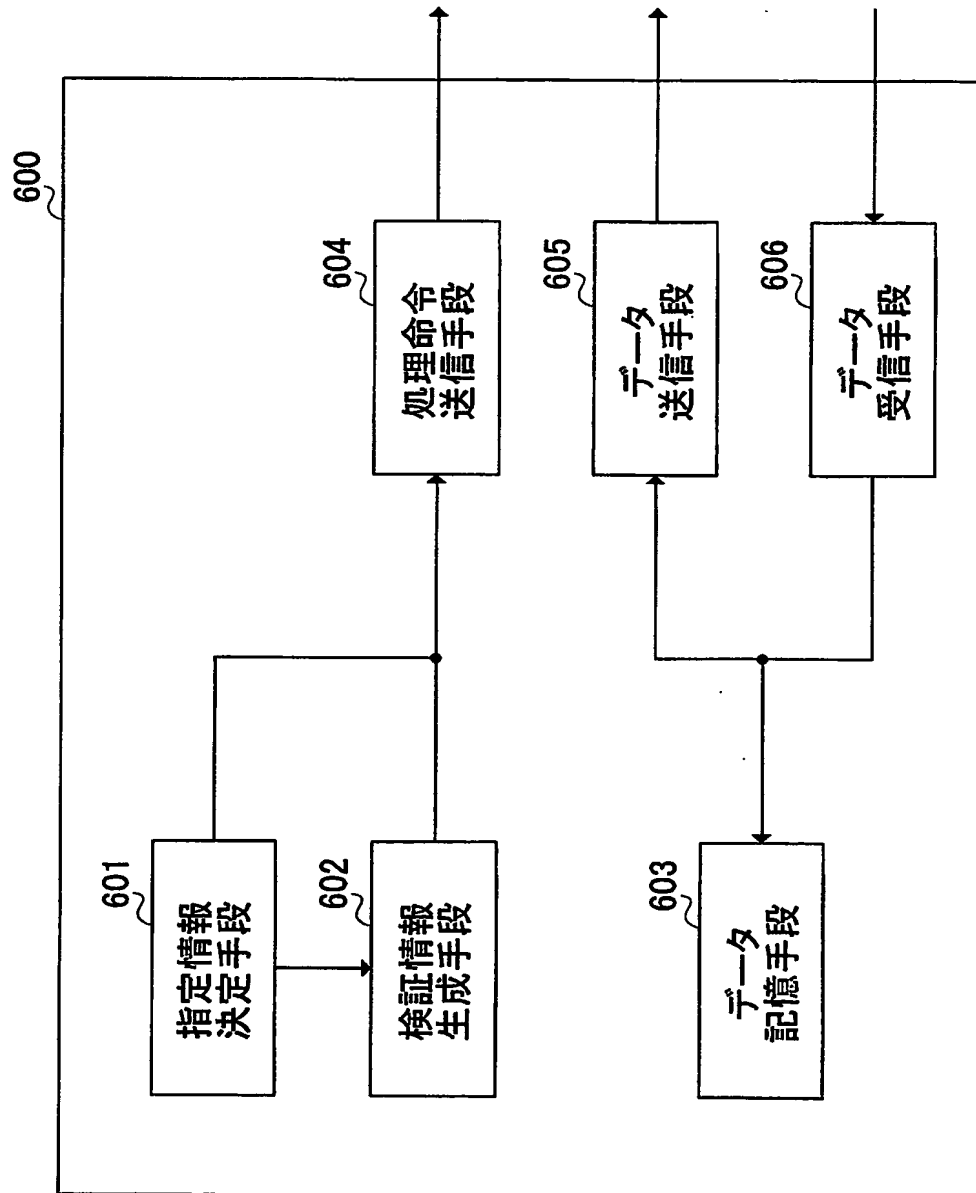 600
601
指定情報
決定手段
602
検証情報
生成手段
603
データ
記憶手段
604
処理命令
送信手段
605
データ
送信手段
606
データ
受信手段